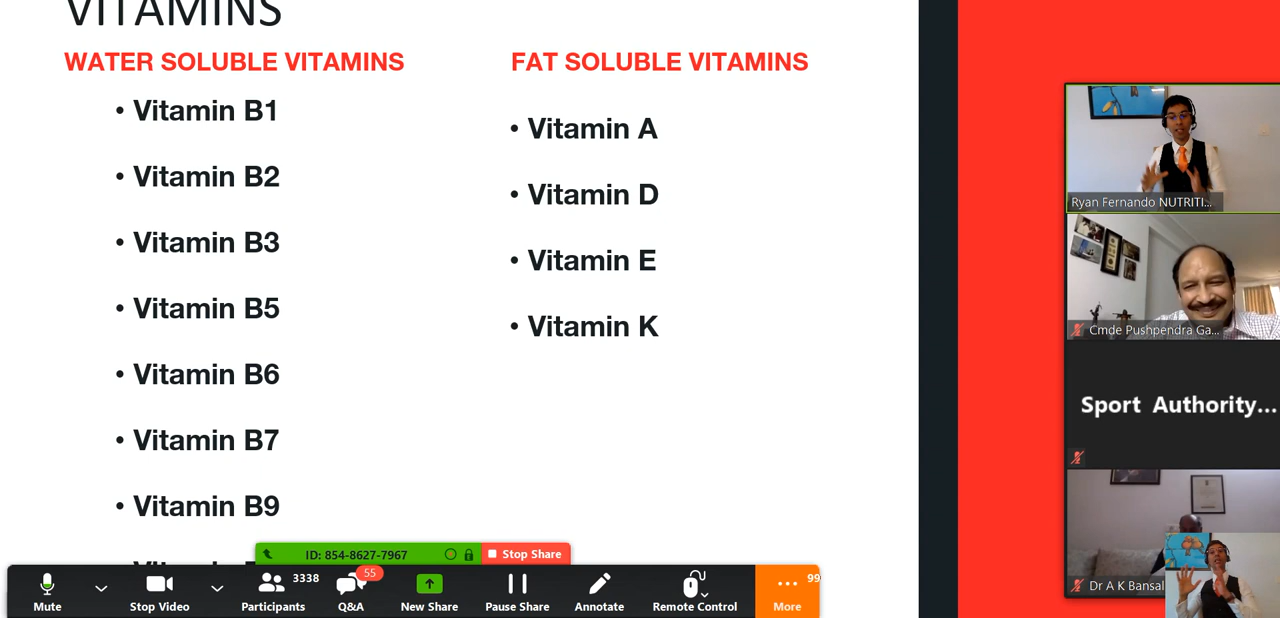 VITAMINS
WATER SOLUBLE VITAMINS
• Vitamin B1
• Vitamin B2
• Vitamin B3
• Vitamin B5
• Vitamin B6
• Vitamin B7
• Vitamin B9
FAT SOLUBLE VITAMINS
• Vitamin A
• Vitamin D
• Vitamin E
• Vitamin K
Ryan Fernando NUTRITI...
Cmde Pushpendra Ga...
Sport Authority...
Dr A K Bansal
ID: 854-8627-7967
Stop Share
3338
55
99
Mute
Stop Video
Participants
Q&A
New Share
Pause Share
Annotate
Remote Control
More